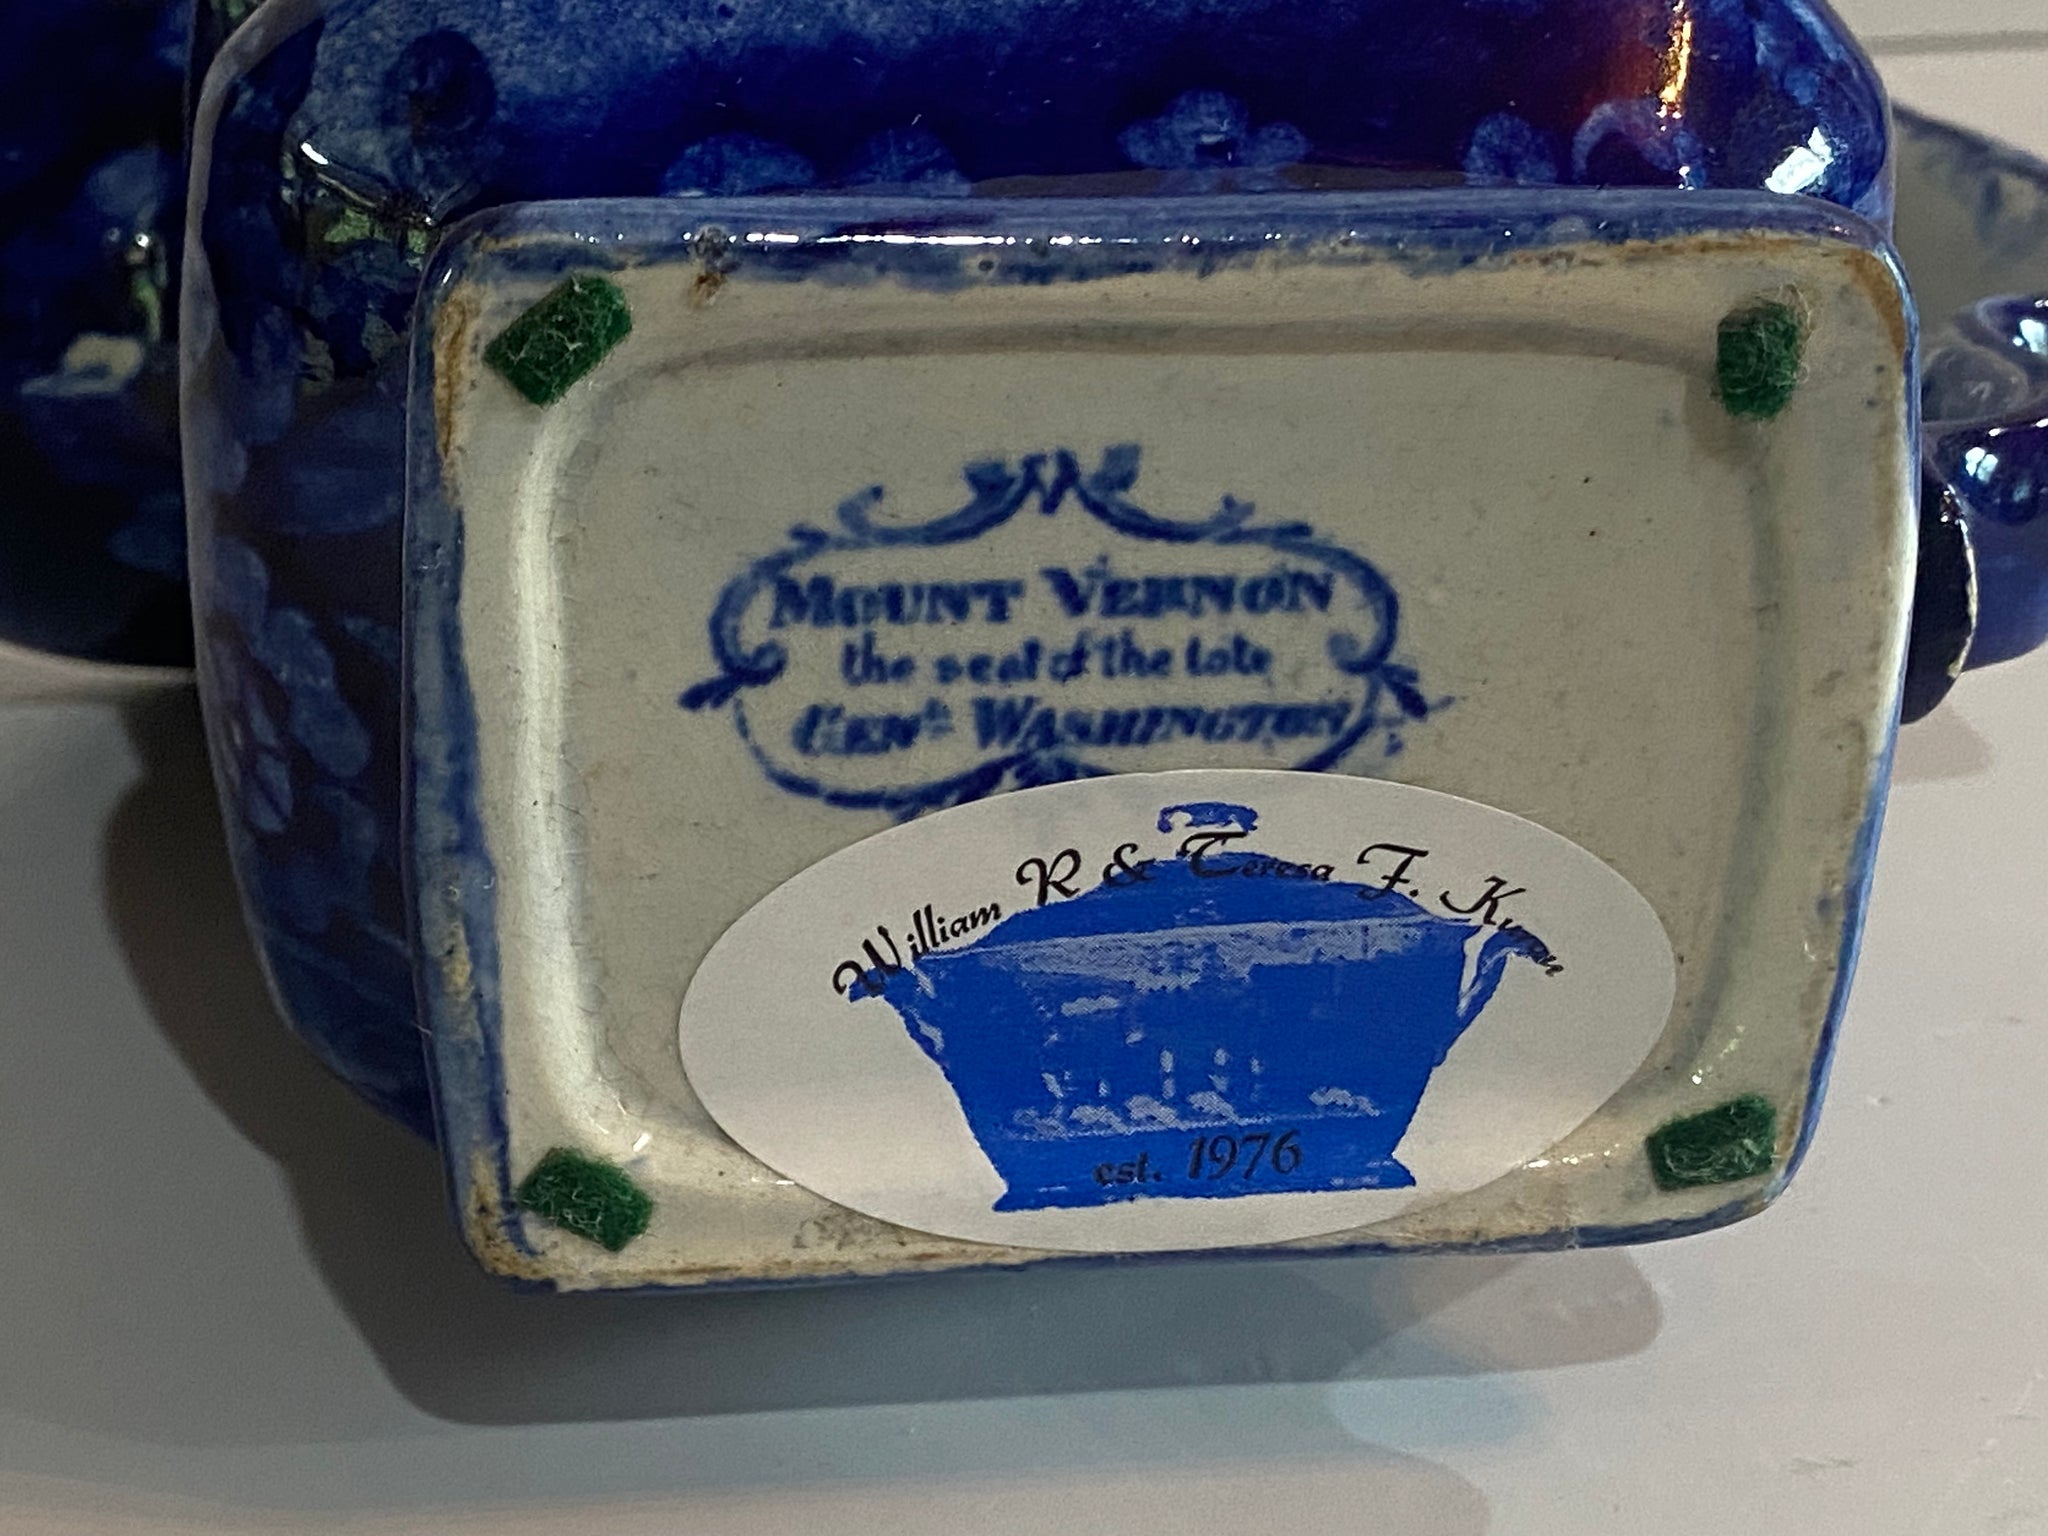 MOUNT VERNON
the seat of the late
GENL WASHINGTON
William R & Teresa F. Kurau
est. 1976